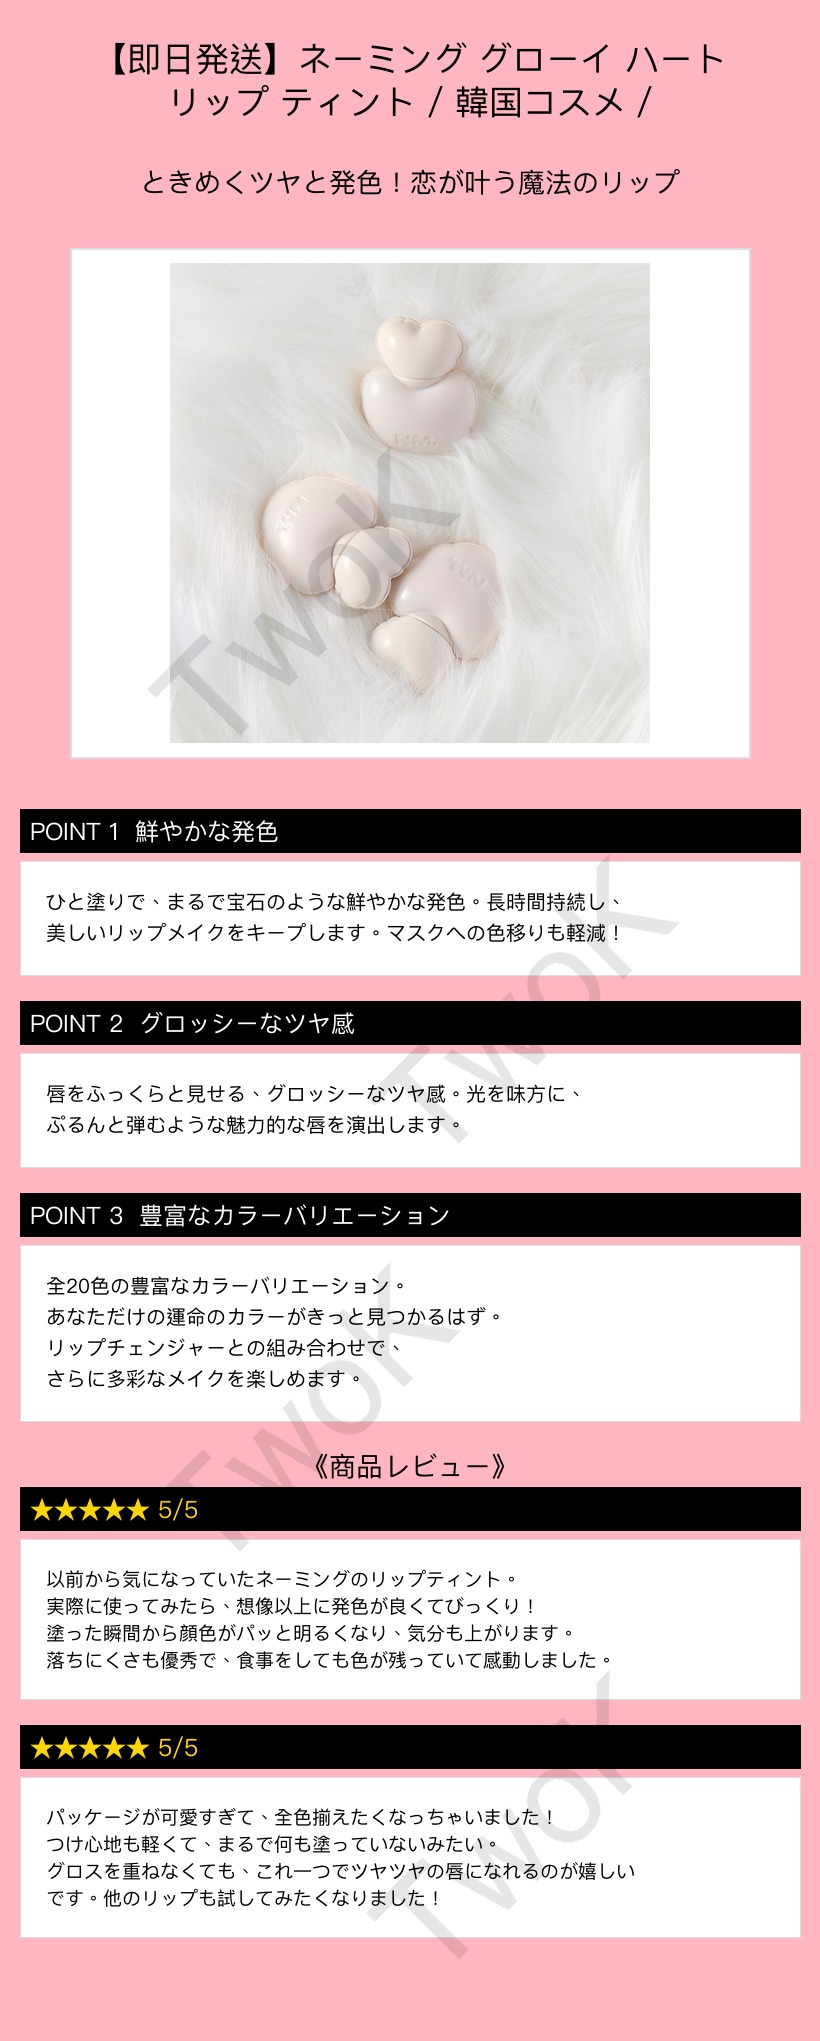 【即日発送】ネーミング グローイ ハート
リップ ティント / 韓国コスメ /
ときめくツヤと発色！恋が叶う魔法のリップ
TwoK
POINT 1 鮮やかな発色
ひと塗りで、まるで宝石のような鮮やかな発色。長時間持続し、
美しいリップメイクをキープします。マスクへの色移りも軽減！
TwoK
POINT 2 グロッシーなツヤ感
唇をふっくらと見せる、グロッシーなツヤ感。光を味方に、
ぷるんと弾むような魅力的な唇を演出します。
POINT 3 豊富なカラーバリエーション
全20色の豊富なカラーバリエーション。
あなただけの運命のカラーがきっと見つかるはず。
リップチェンジャーとの組み合わせで、
さらに多彩なメイクを楽しめます。
TwoK
《商品レビュー》
★★★★★ 5/5
以前から気になっていたネーミングのリップティント。
実際に使ってみたら、想像以上に発色が良くてびっくり！
塗った瞬間から顔色がパッと明るくなり、気分も上がります。
落ちにくさも優秀で、食事をしても色が残っていて感動しました。
★★★★★ 5/5
パッケージが可愛すぎて、全色揃えたくなっちゃいました！
つけ心地も軽くて、まるで何も塗っていないみたい。
グロスを重ねなくても、これ一つでツヤツヤの唇になれるのが嬉しい
です。他のリップも試してみたくなりました！
TwoK